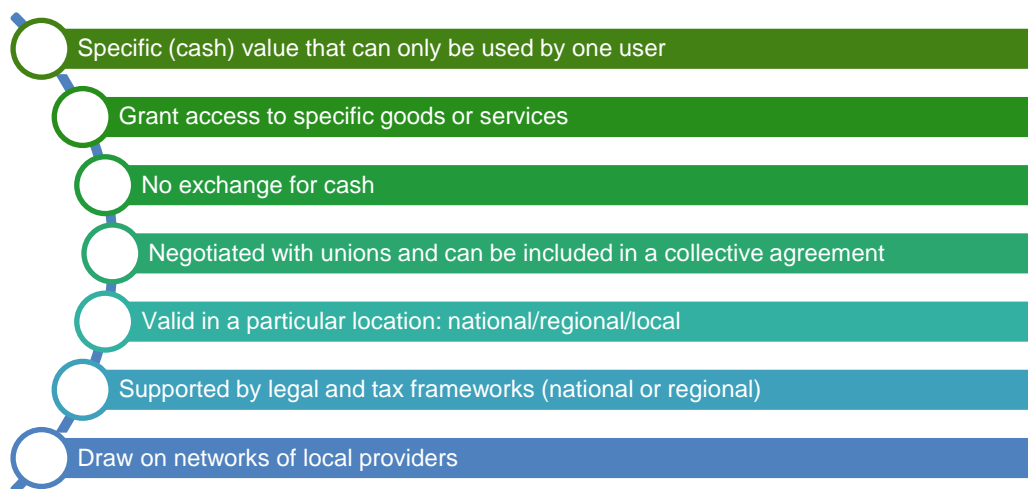 Specific (cash) value that can only be used by one user
Grant access to specific goods or services
No exchange for cash
Negotiated with unions and can be included in a collective agreement
Valid in a particular location: national/regional/local
Supported by legal and tax frameworks (national or regional)
Draw on networks of local providers